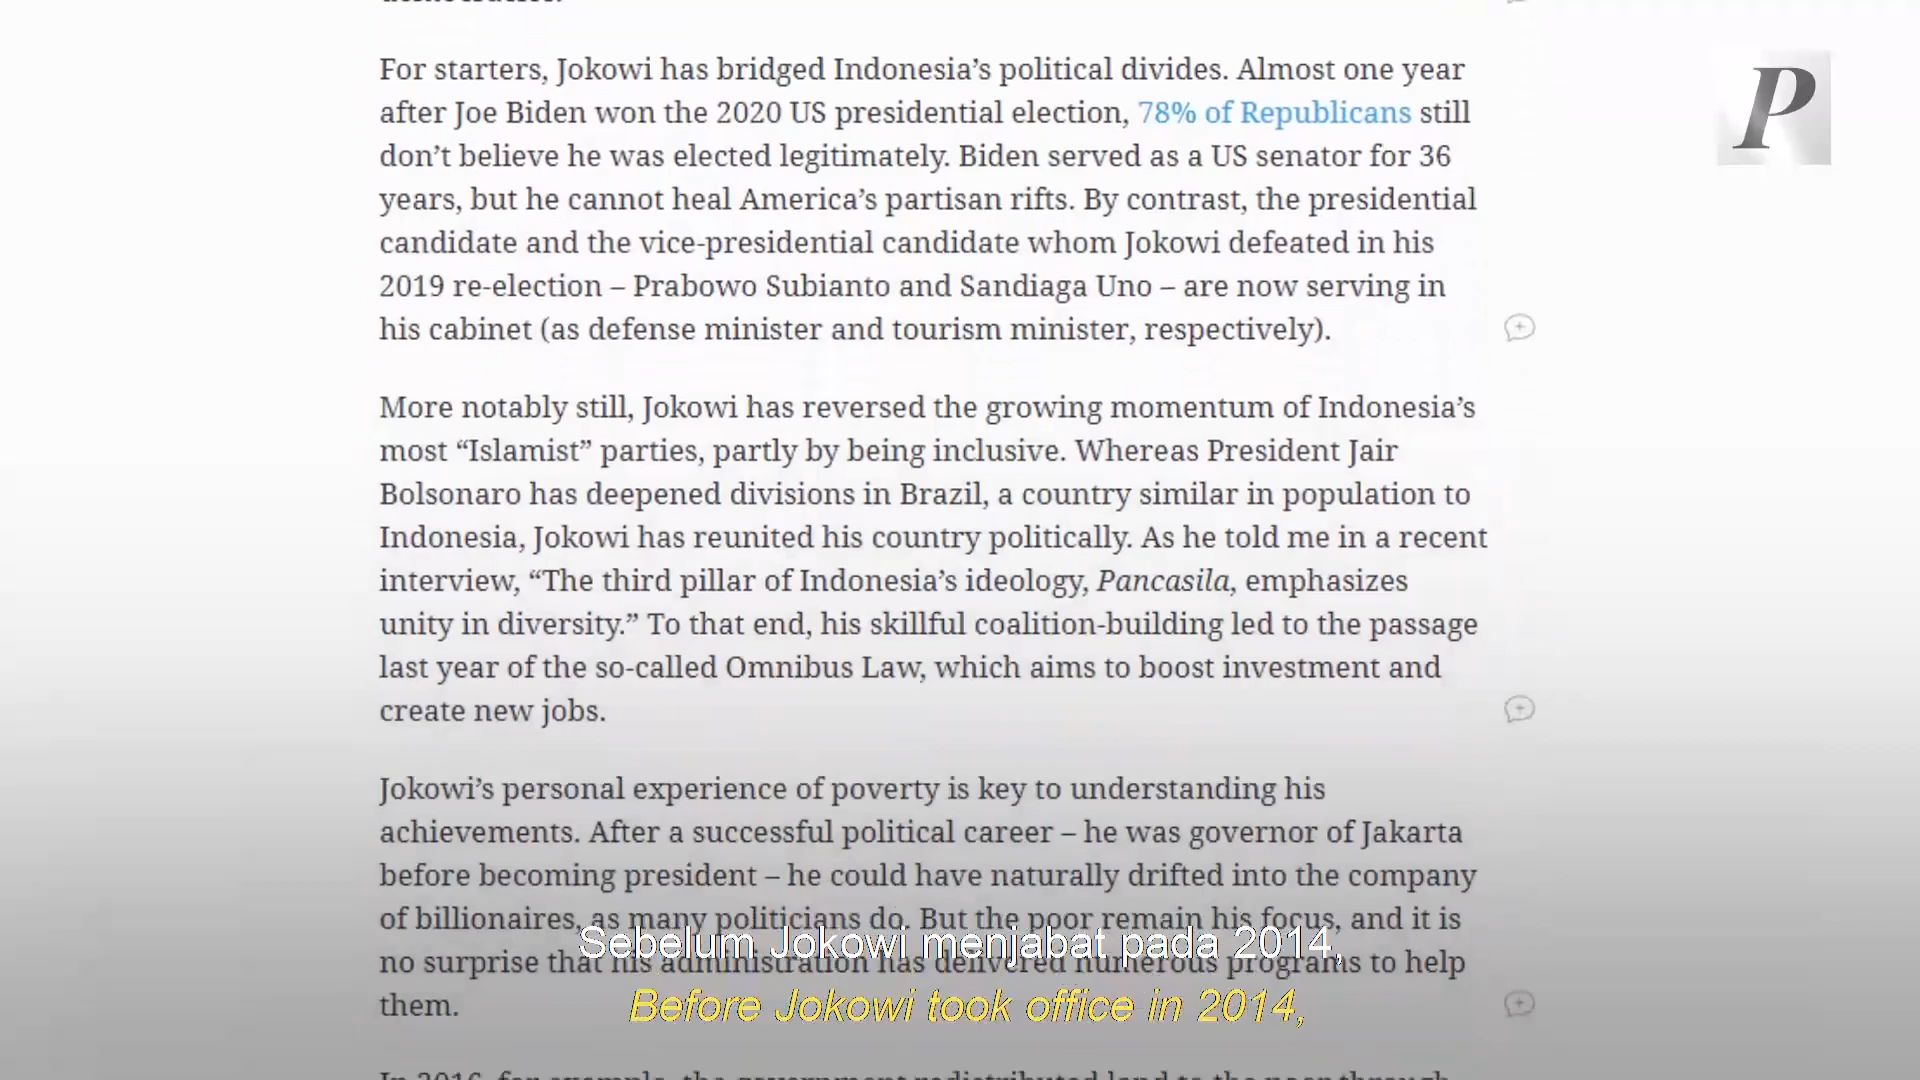 P
For starters, Jokowi has bridged Indonesia’s political divides. Almost one year
after Joe Biden won the 2020 US presidential election, 78% of Republicans still
don’t believe he was elected legitimately. Biden served as a US senator for 36
years, but he cannot heal America’s partisan rifts. By contrast, the presidential
candidate and the vice-presidential candidate whom Jokowi defeated in his
2019 re-election – Prabowo Subianto and Sandiaga Uno – are now serving in
his cabinet (as defense minister and tourism minister, respectively).
More notably still, Jokowi has reversed the growing momentum of Indonesia’s
most “Islamist” parties, partly by being inclusive. Whereas President Jair
Bolsonaro has deepened divisions in Brazil, a country similar in population to
Indonesia, Jokowi has reunited his country politically. As he told me in a recent
interview, “The third pillar of Indonesia’s ideology, Pancasila, emphasizes
unity in diversity.” To that end, his skillful coalition-building led to the passage
last year of the so-called Omnibus Law, which aims to boost investment and
create new jobs.
Jokowi’s personal experience of poverty is key to understanding his
achievements. After a successful political career – he was governor of Jakarta
before becoming president – he could have naturally drifted into the company
of billionaires, as many politicians do. But the poor remain his focus, and it is
no surprise that his administration has delivered numerous programs to help
them.
Sebelum Jokowi menjabat pada 2014,
Before Jokowi took office in 2014,